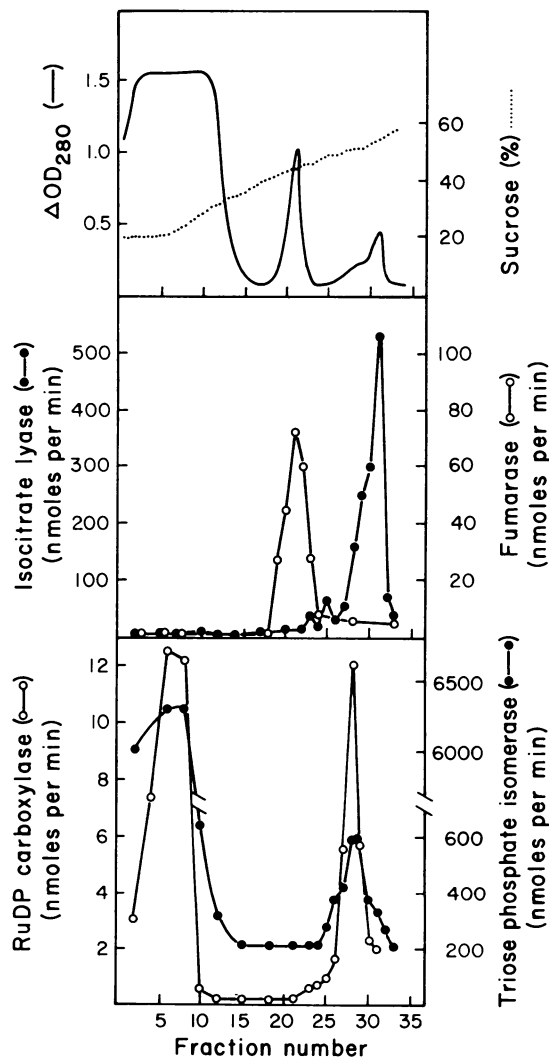 ΔOD280 (—)
1.5
1.0
0.5
Sucrose (%) ........
60
40
20
Isocitrate lyase (●—●)
(nmoles per min)
500
400
300
200
100
Fumarase (○—○)
(nmoles per min)
100
80
60
40
20
RuDP carboxylase (○—○)
(nmoles per min)
12
10
8
6
4
2
Triose phosphate isomerase (●—●)
(nmoles per min)
6500
6000
600
400
200
5 10 15 20 25 30 35
Fraction number